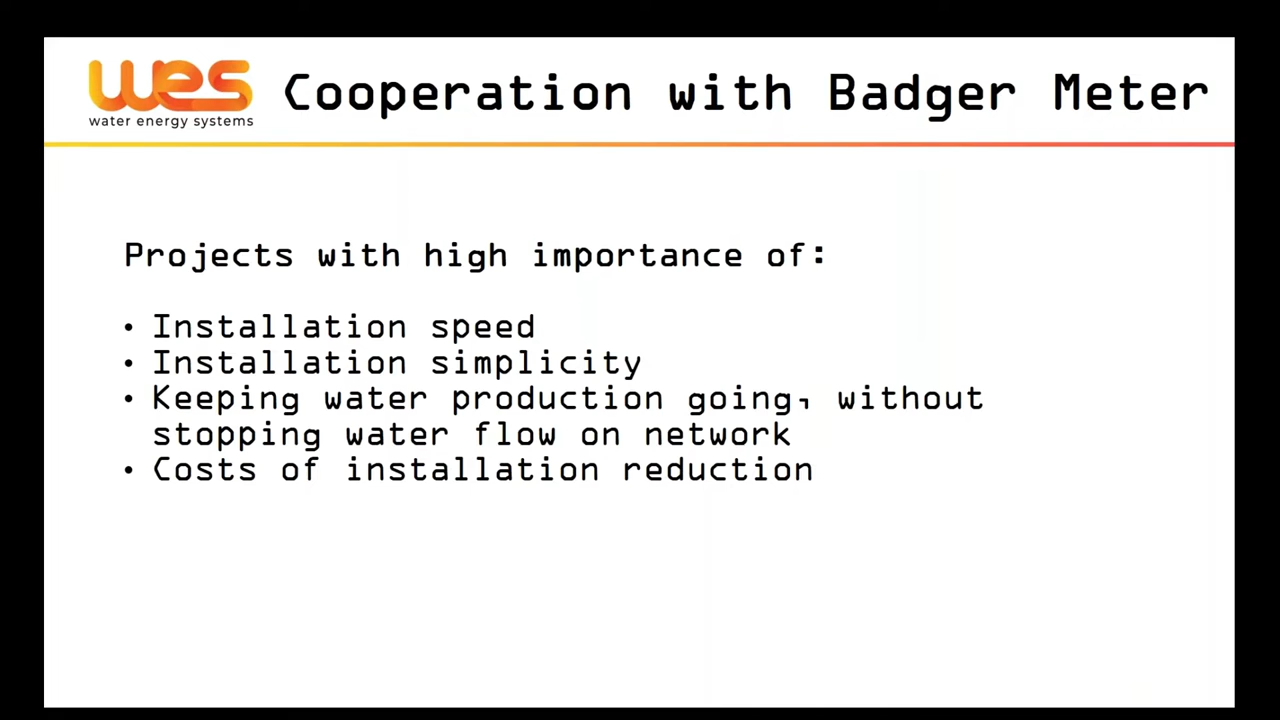 wes
water energy systems
Cooperation with Badger Meter
Projects with high importance of:
• Installation speed
• Installation simplicity
• Keeping water production going, without
stopping water flow on network
• Costs of installation reduction